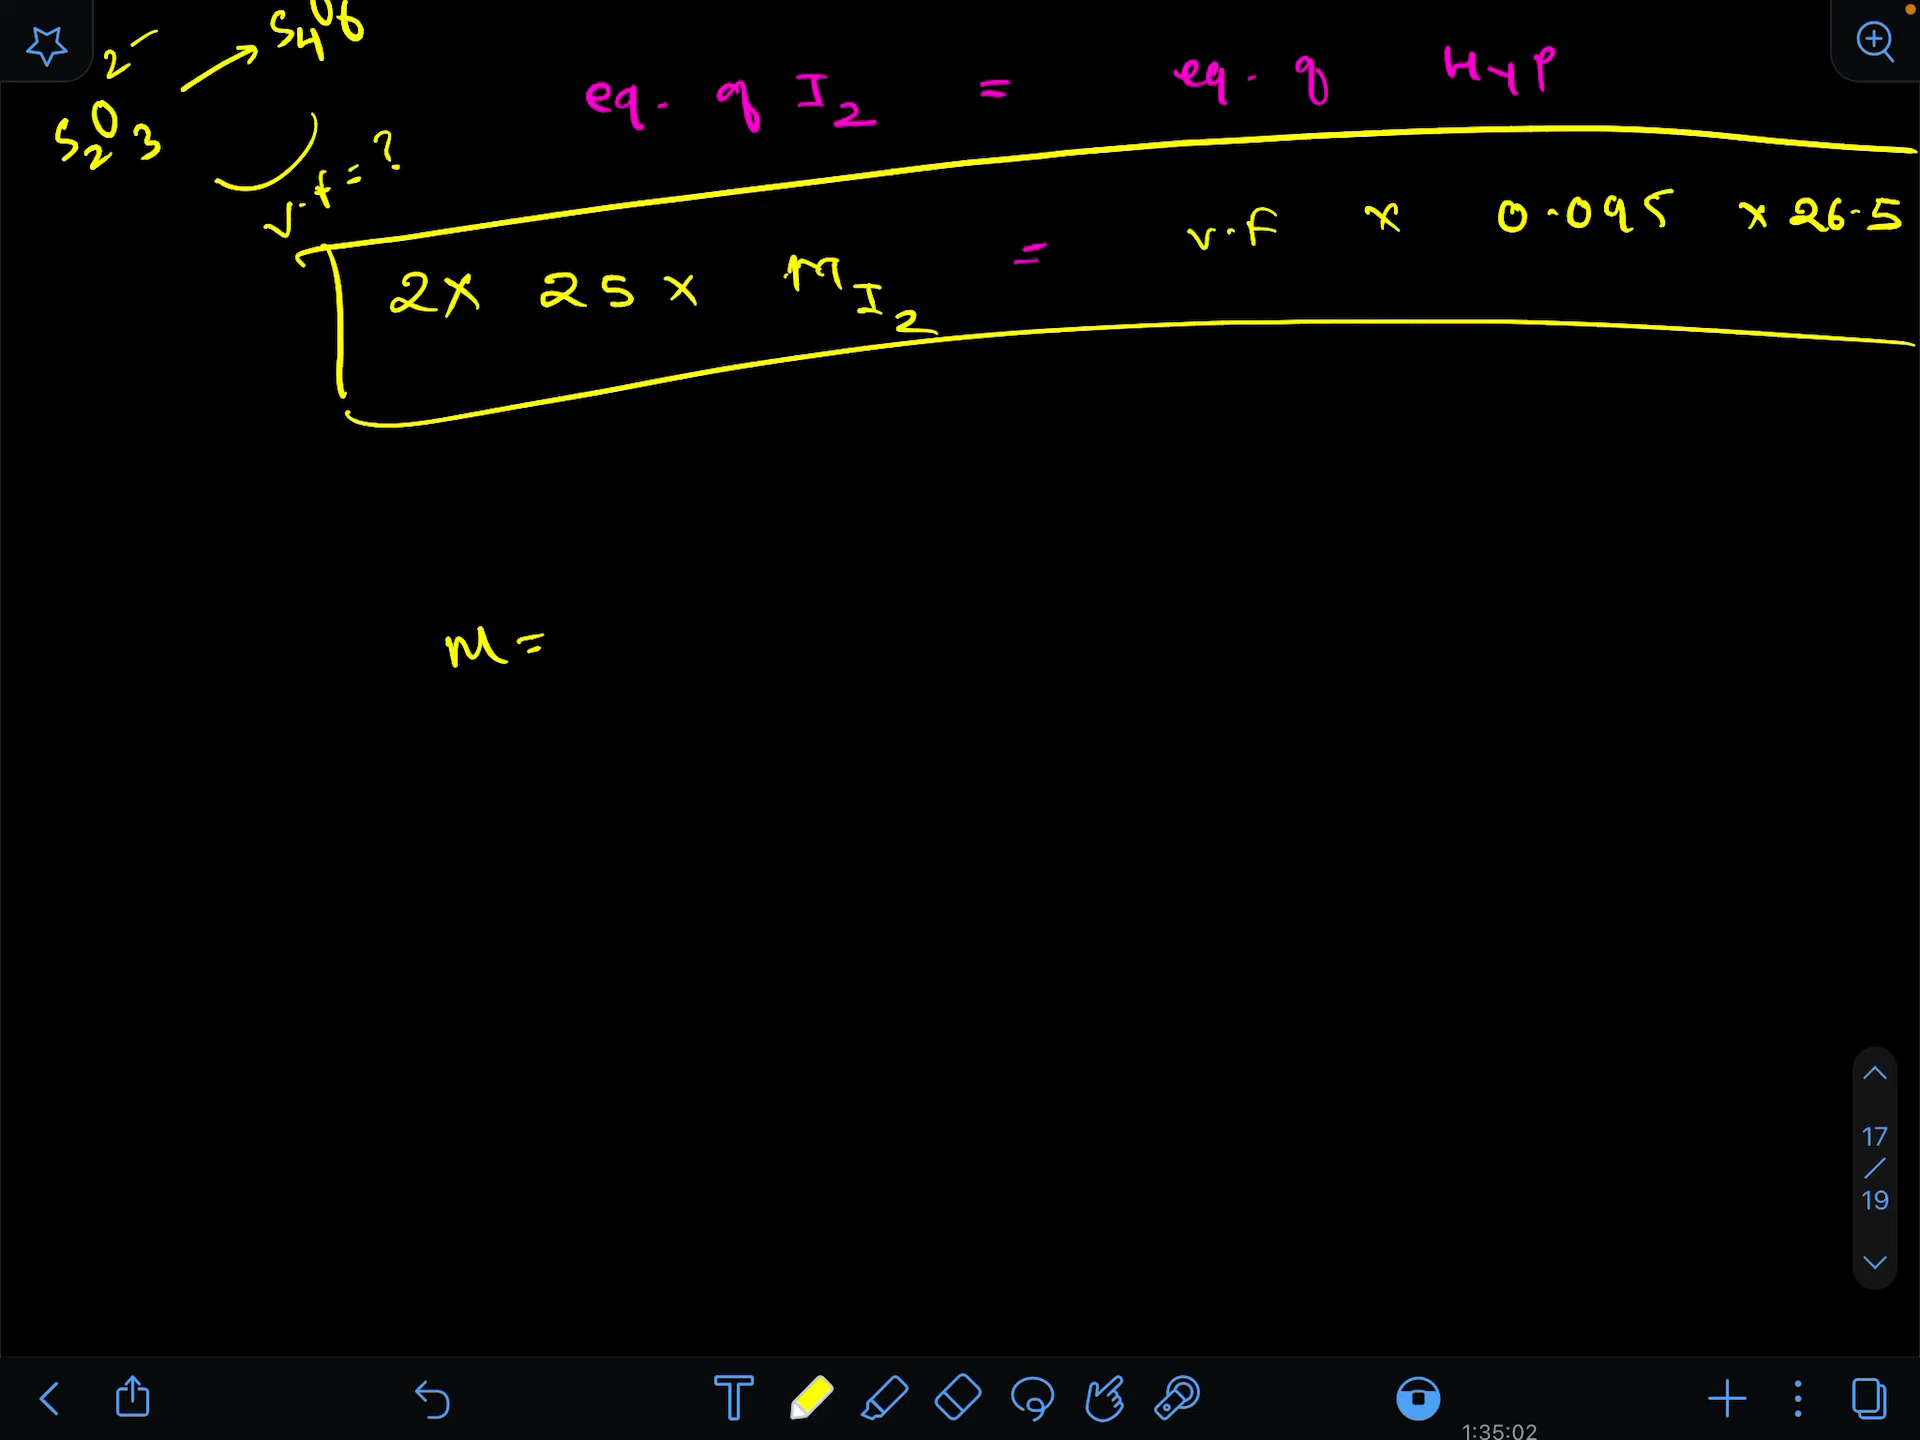 S2O3 2- → S4O6
v.f = ?
eq. of I2 = eq. of Hyp
2 x 25 x M I2 = v.f x 0.095 x 26.5
M =
17
/
19
1:35:02